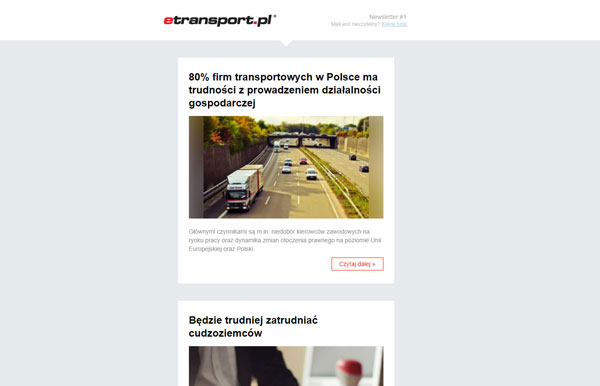 etransport.pl®
Newsletter #1
Mail jest nieczytelny? Kliknij tutaj.
80% firm transportowych w Polsce ma
trudności z prowadzeniem działalności
gospodarczej
Głównymi czynnikami są m.in. niedobór kierowców zawodowych na
rynku pracy oraz dynamika zmian otoczenia prawnego na poziomie Unii
Europejskiej oraz Polski.
Czytaj dalej »
Będzie trudniej zatrudniać
cudzoziemców